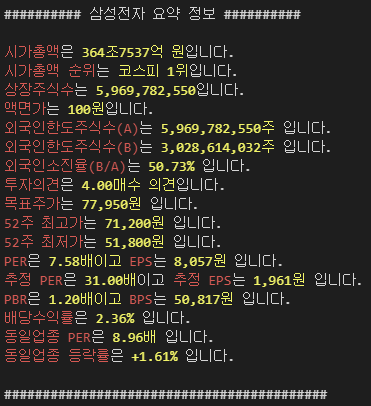 ########## 삼성전자 요약 정보 ##########
시가총액은 364조7537억 원입니다.
시가총액 순위는 코스피 1위입니다.
상장주식수는 5,969,782,550입니다.
액면가는 100원입니다.
외국인한도주식수(A)는 5,969,782,550주 입니다.
외국인한도주식수(B)는 3,028,614,032주 입니다.
외국인소진율(B/A)는 50.73% 입니다.
투자의견은 4.00매수 의견입니다.
목표주가는 77,950원 입니다.
52주 최고가는 71,200원 입니다.
52주 최저가는 51,800원 입니다.
PER은 7.58배이고 EPS는 8,057원 입니다.
추정 PER은 31.00배이고 추정 EPS는 1,961원 입니다.
PBR은 1.20배이고 BPS는 50,817원 입니다.
배당수익률은 2.36% 입니다.
동일업종 PER은 8.96배 입니다.
동일업종 등락률은 +1.61% 입니다.
##########################################